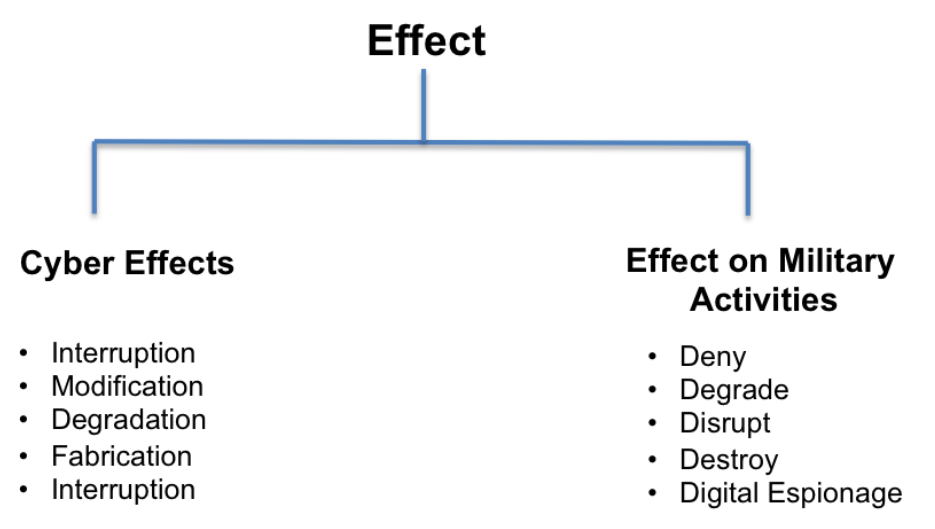 Effect
Cyber Effects
• Interruption
• Modification
• Degradation
• Fabrication
• Interruption
Effect on Military
Activities
• Deny
• Degrade
• Disrupt
• Destroy
• Digital Espionage